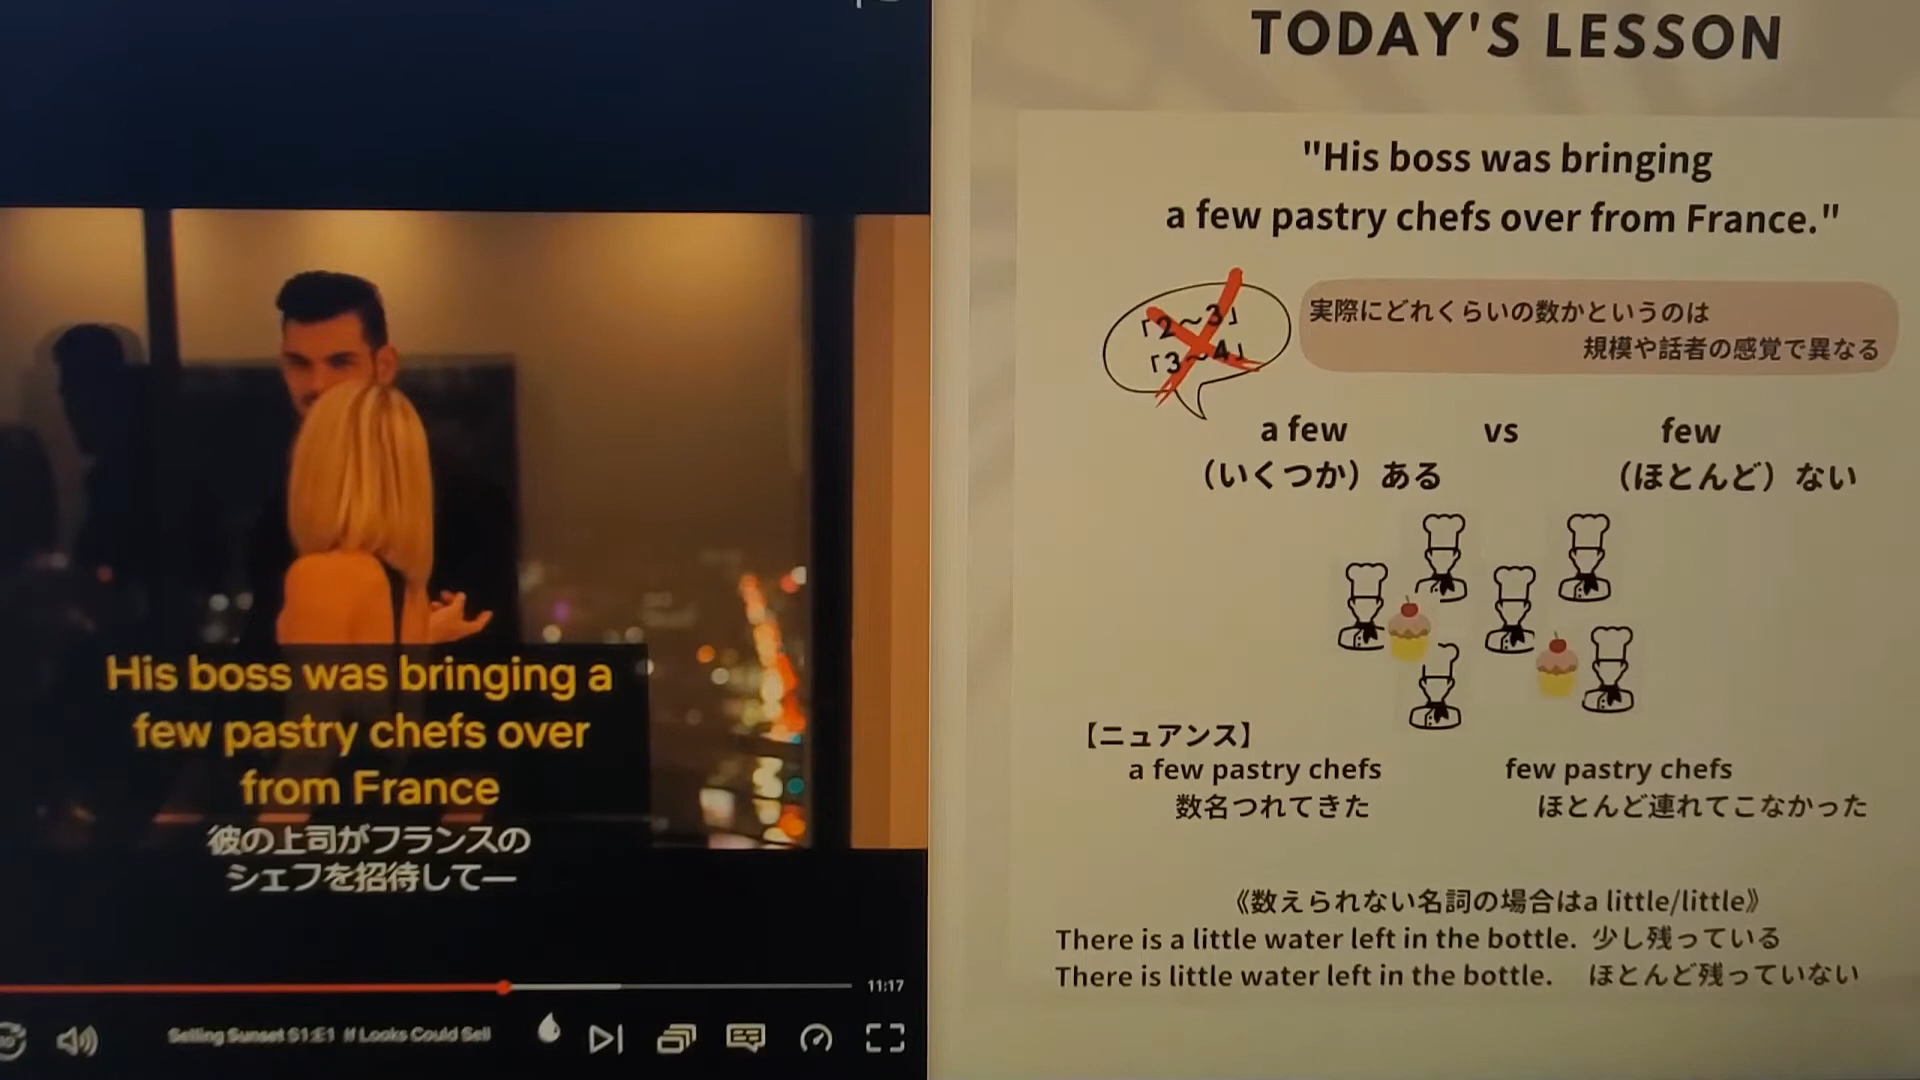 His boss was bringing a
few pastry chefs over
from France
彼の上司がフランスの
シェフを招待して―
11:17
Selling Sunset S1:E1 If Looks Could Sell
TODAY'S LESSON
"His boss was bringing
a few pastry chefs over from France."
「2～3」
「3～4」
実際にどれくらいの数かというのは
規模や話者の感覚で異なる
a few vs few
（いくつか）ある （ほとんど）ない
【ニュアンス】
a few pastry chefs few pastry chefs
数名つれてきた ほとんど連れてこなかった
《数えられない名詞の場合はa little/little》
There is a little water left in the bottle. 少し残っている
There is little water left in the bottle. ほとんど残っていない